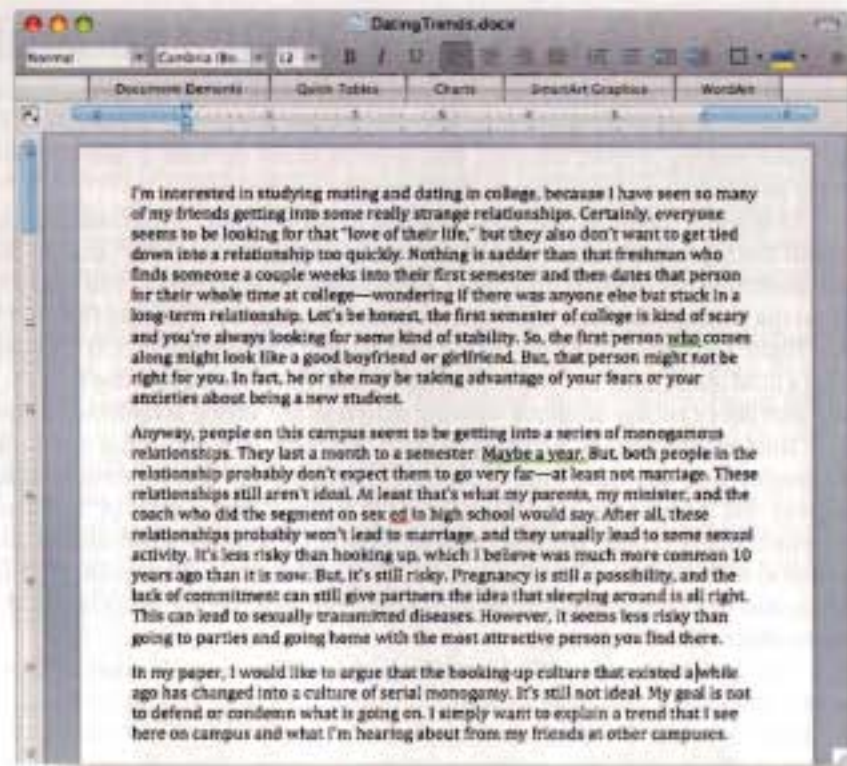 DatingTrends.docx
Normal Cambria (Bo... 12 B I U
Document Elements Quick Tables Charts SmartArt Graphics WordArt
I'm interested in studying mating and dating in college, because I have seen so many
of my friends getting into some really strange relationships. Certainly, everyone
seems to be looking for that "love of their life," but they also don't want to get tied
down into a relationship too quickly. Nothing is sadder than that freshman who
finds someone a couple weeks into their first semester and then dates that person
for their whole time at college—wondering if there was anyone else but stuck in a
long-term relationship. Let's be honest, the first semester of college is kind of scary
and you're always looking for some kind of stability. So, the first person who comes
along might look like a good boyfriend or girlfriend. But, that person might not be
right for you. In fact, he or she may be taking advantage of your fears or your
anxieties about being a new student.
Anyway, people on this campus seem to be getting into a series of monogamous
relationships. They last a month to a semester. Maybe a year. But, both people in the
relationship probably don't expect them to go very far—at least not marriage. These
relationships still aren't ideal. At least that's what my parents, my minister, and the
coach who did the segment on sex ed in high school would say. After all, these
relationships probably won't lead to marriage, and they usually lead to some sexual
activity. It's less risky than hooking up, which I believe was much more common 10
years ago than it is now. But, it's still risky. Pregnancy is still a possibility, and the
lack of commitment can still give partners the idea that sleeping around is all right.
This can lead to sexually transmitted diseases. However, it seems less risky than
going to parties and going home with the most attractive person you find there.
In my paper, I would like to argue that the hooking-up culture that existed a while
ago has changed into a culture of serial monogamy. It's still not ideal. My goal is not
to defend or condemn what is going on. I simply want to explain a trend that I see
here on campus and what I'm hearing about from my friends at other campuses.